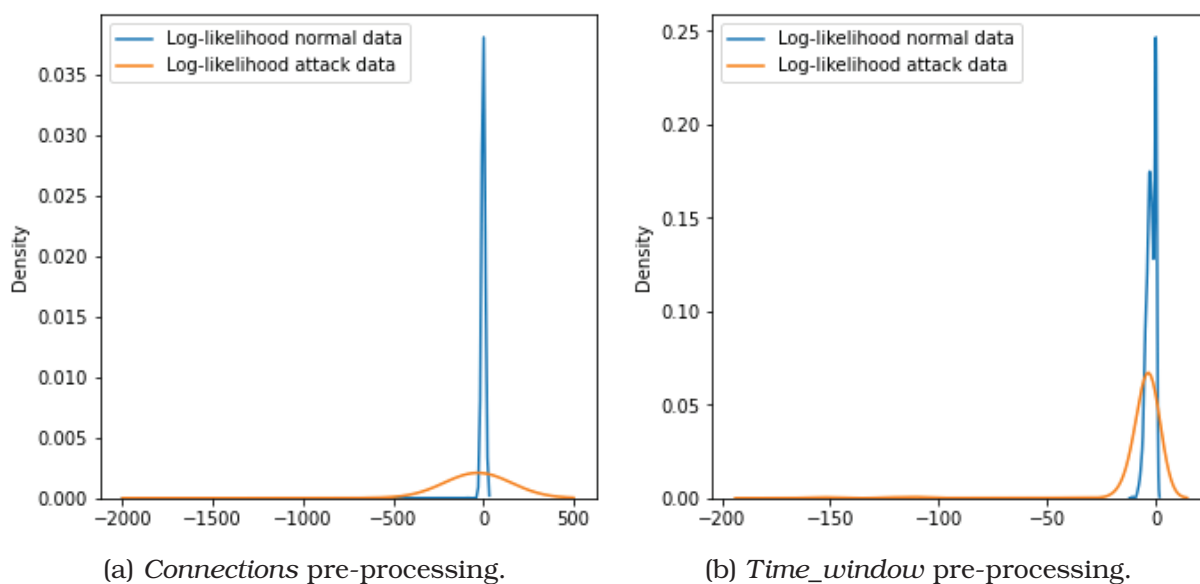 Log-likelihood normal data
Log-likelihood attack data
0.035
0.030
0.025
0.020
0.015
0.010
0.005
0.000
Density
−2000 −1500 −1000 −500 0 500
(a) Connections pre-processing.
Log-likelihood normal data
Log-likelihood attack data
0.25
0.20
0.15
0.10
0.05
0.00
Density
−200 −150 −100 −50 0
(b) Time_window pre-processing.